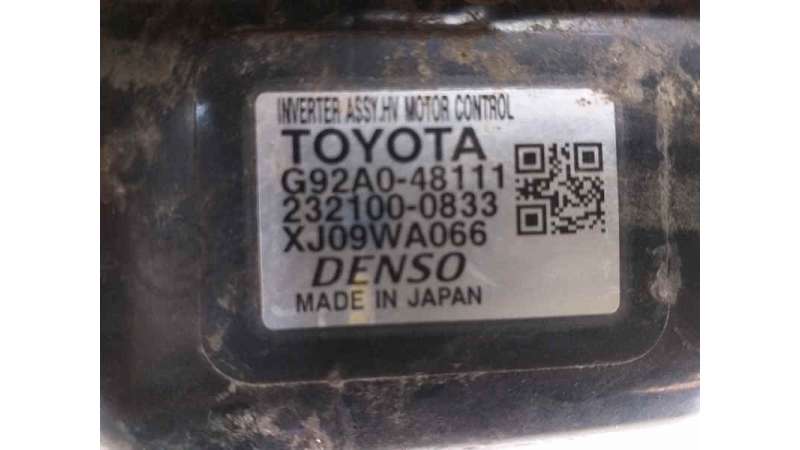 INVERTER ASSY.HV MOTOR CONTROL
TOYOTA
G92A0-48111
232100-0833
XJ09WA066
DENSO
MADE IN JAPAN